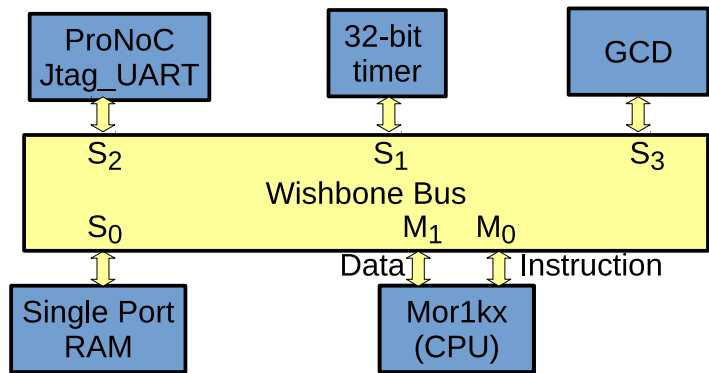 ProNoC
Jtag_UART
32-bit
timer
GCD
S2
S1
S3
Wishbone Bus
S0
M1
M0
Data
Instruction
Single Port
RAM
Mor1kx
(CPU)